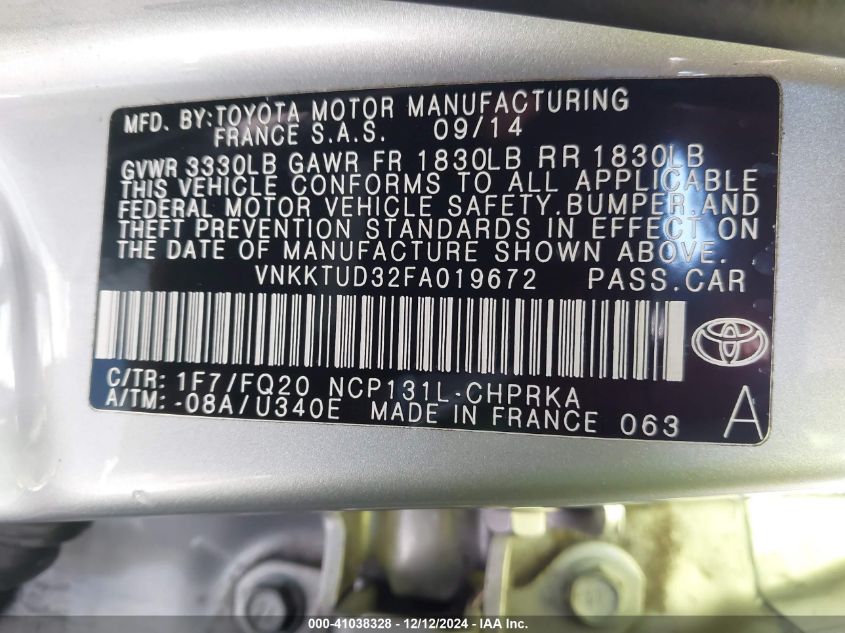 MFD. BY: TOYOTA MOTOR MANUFACTURING
FRANCE S.A.S. 09/14
GVWR 3330LB GAWR FR 1830LB RR 1830LB
THIS VEHICLE CONFORMS TO ALL APPLICABLE
FEDERAL MOTOR VEHICLE SAFETY.BUMPER.AND
THEFT PREVENTION STANDARDS IN EFFECT ON
THE DATE OF MANUFACTURE SHOWN ABOVE.
VNKKTUD32FA019672 PASS.CAR
C/TR: 1F7/FQ20 NCP131L-CHPRKA
A/TM: -08A/U340E MADE IN FRANCE 063 A
000-41038328 - 12/12/2024 - IAA Inc.